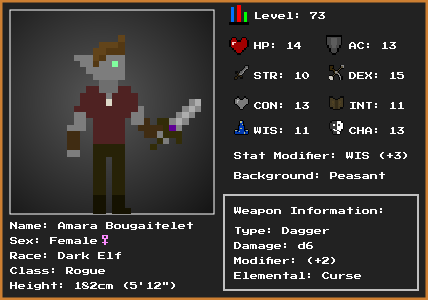 Level: 73
HP: 14
AC: 13
STR: 10
DEX: 15
CON: 13
INT: 11
WIS: 11
CHA: 13
Stat Modifier: WIS (+3)
Background: Peasant
Name: Amara Bougaitelet
Sex: Female♀
Race: Dark Elf
Class: Rogue
Height: 182cm (5'12")
Weapon Information:
Type: Dagger
Damage: d6
Modifier: (+2)
Elemental: Curse